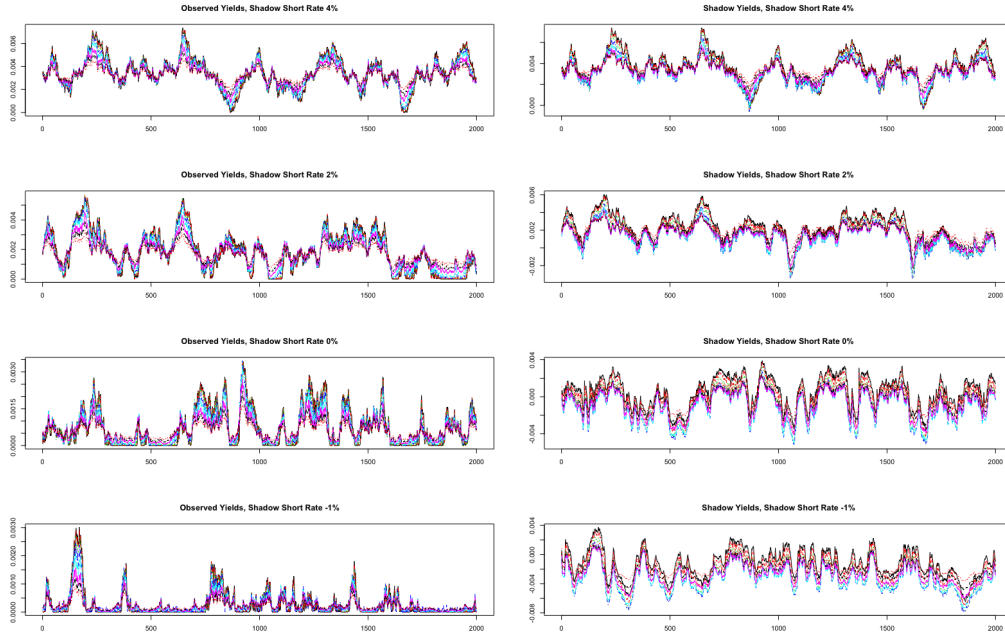 Observed Yields, Shadow Short Rate 4%
0.000 0.002 0.004 0.006
0 500 1000 1500 2000
Shadow Yields, Shadow Short Rate 4%
0.000 0.004
0 500 1000 1500 2000
Observed Yields, Shadow Short Rate 2%
0.000 0.002 0.004
0 500 1000 1500 2000
Shadow Yields, Shadow Short Rate 2%
-0.002 0.002 0.006
0 500 1000 1500 2000
Observed Yields, Shadow Short Rate 0%
0.0000 0.0015 0.0030
0 500 1000 1500 2000
Shadow Yields, Shadow Short Rate 0%
-0.004 0.000 0.004
0 500 1000 1500 2000
Observed Yields, Shadow Short Rate -1%
0.0000 0.0010 0.0020 0.0030
0 500 1000 1500 2000
Shadow Yields, Shadow Short Rate -1%
-0.008 -0.004 0.000 0.004
0 500 1000 1500 2000